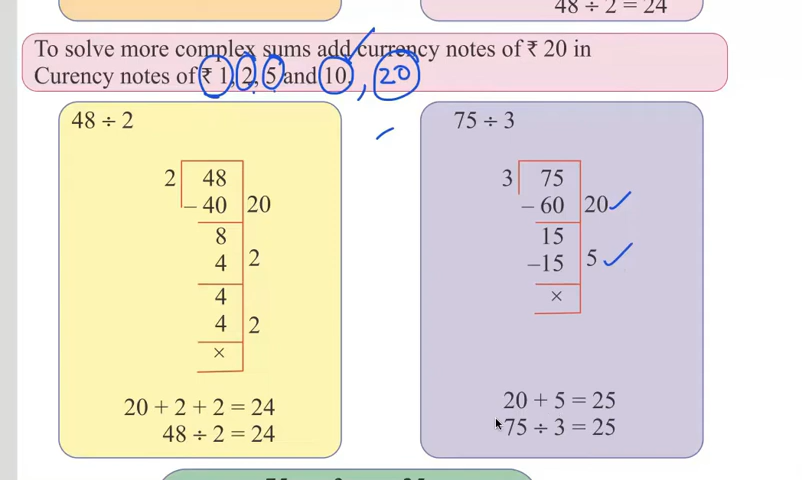 48 ÷ 2 = 24
To solve more complex sums add currency notes of ₹ 20 in
Curency notes of ₹ 1, 2, 5 and 10. , 20
48 ÷ 2
2 48
– 40 20
8
4 2
4
4 2
×
20 + 2 + 2 = 24
48 ÷ 2 = 24
75 ÷ 3
3 75
– 60 20
15
–15 5
×
20 + 5 = 25
75 ÷ 3 = 25